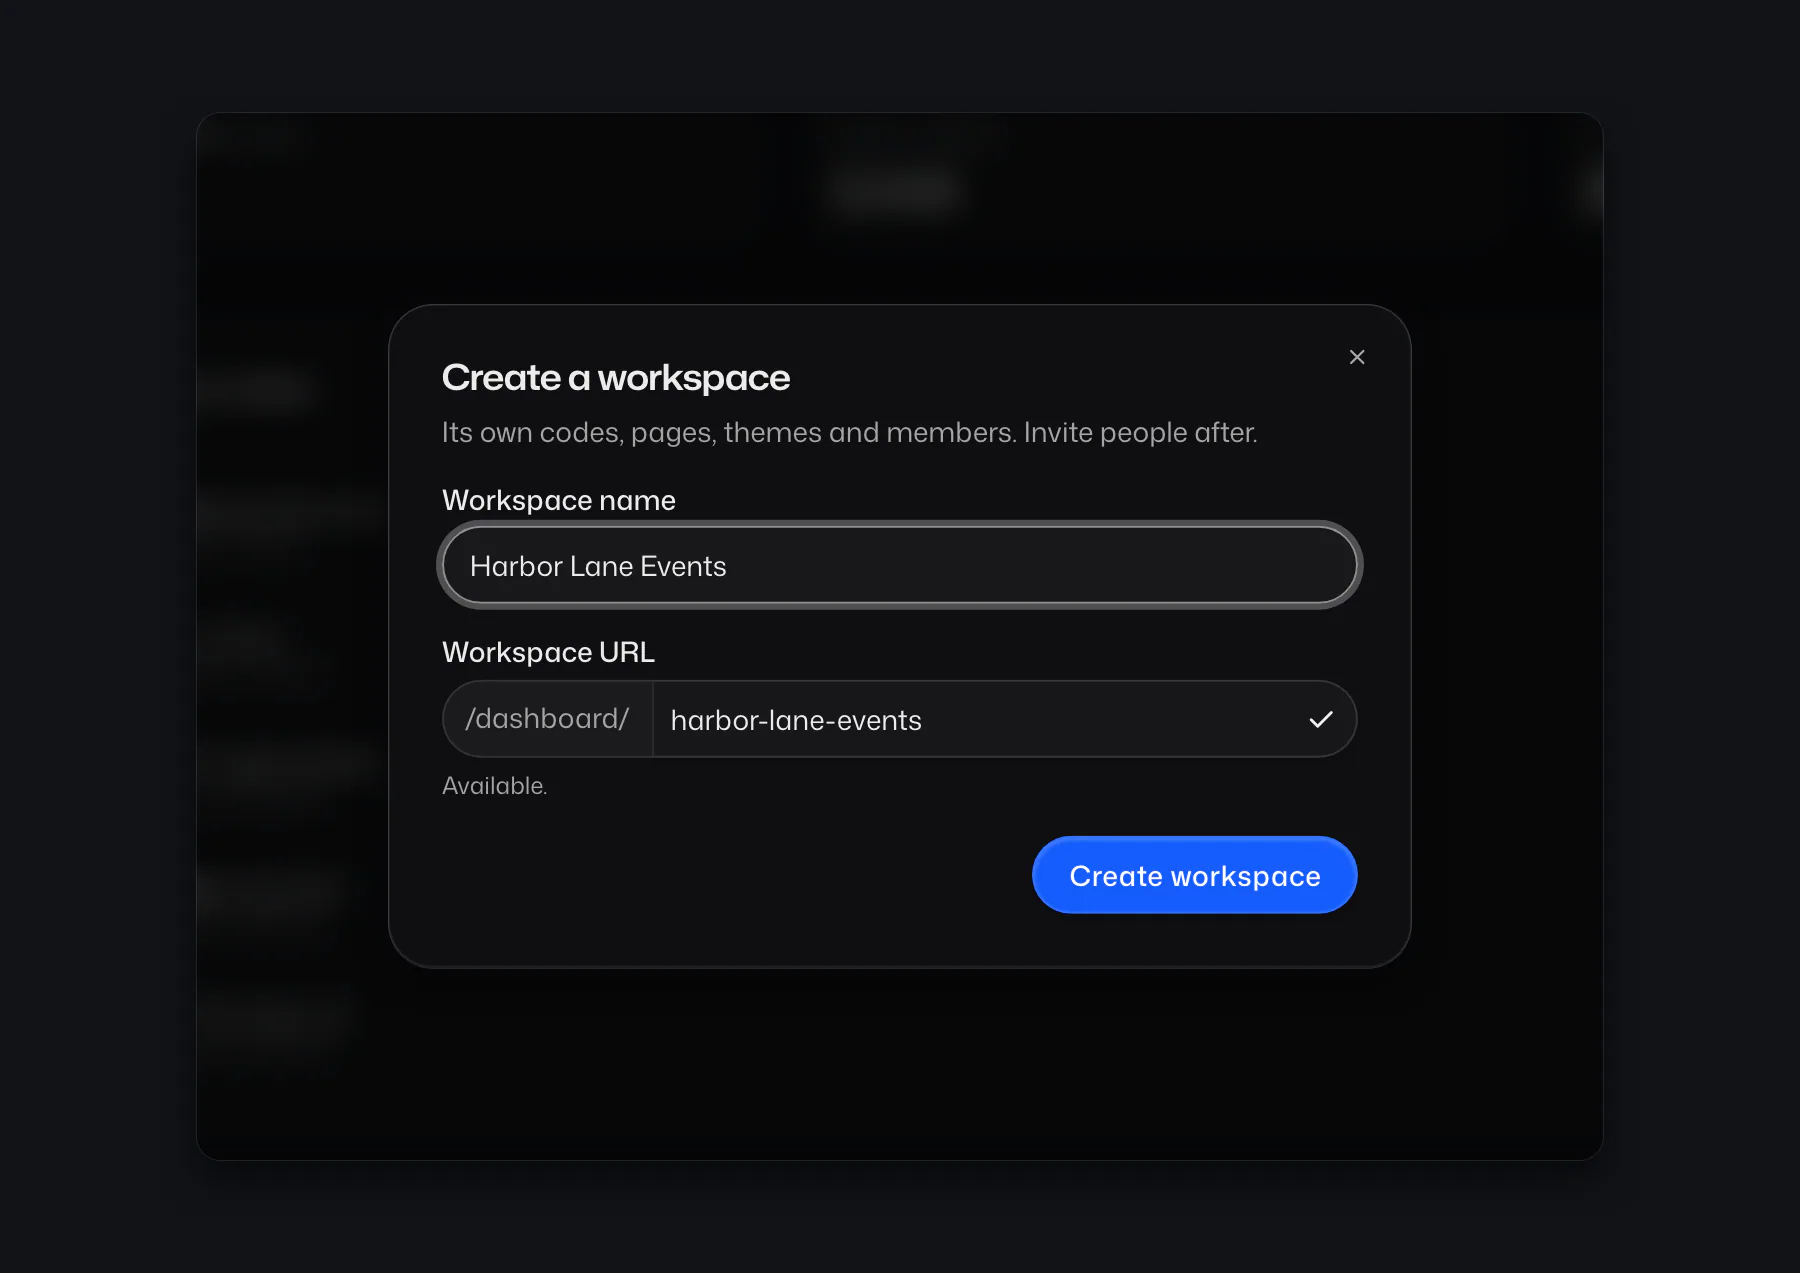 Create a workspace
Its own codes, pages, themes and members. Invite people after.
Workspace name
Harbor Lane Events
Workspace URL
/dashboard/ harbor-lane-events
Available.
Create workspace